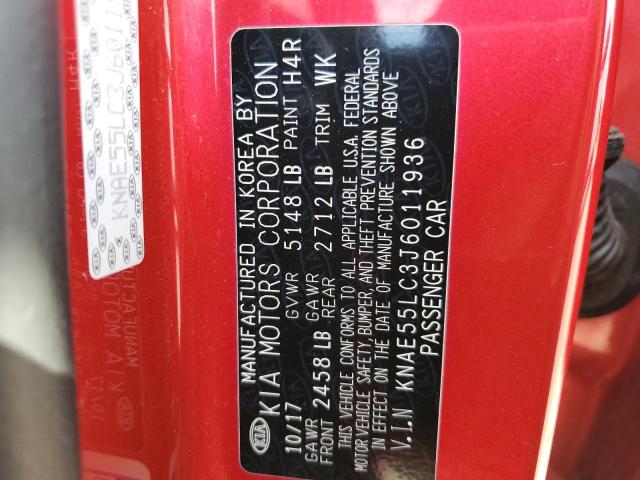 MANUFACTURED IN KOREA BY
KIA KIA MOTORS CORPORATION
10/17 GVWR 5148 LB PAINT H4R
GAWR FRONT 2458 LB GAWR REAR 2712 LB TRIM WK
THIS VEHICLE CONFORMS TO ALL APPLICABLE U.S.A. FEDERAL
MOTOR VEHICLE SAFETY, BUMPER, AND THEFT PREVENTION STANDARDS
IN EFFECT ON THE DATE OF MANUFACTURE SHOWN ABOVE
V.I.N KNAE55LC3J6011936
PASSENGER CAR
KNAE55LC3J6011